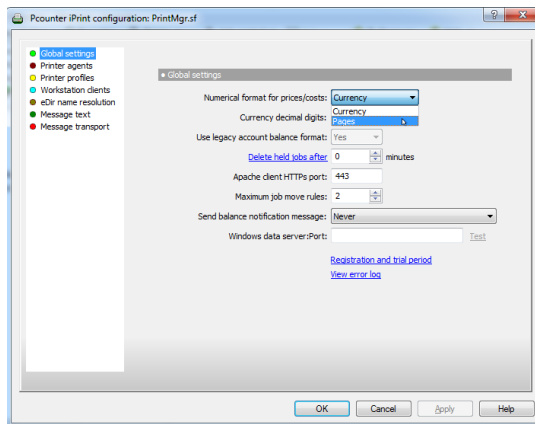 Pcounter iPrint configuration: PrintMgr.sf
Global settings
Printer agents
Printer profiles
Workstation clients
eDir name resolution
Message text
Message transport
Global settings
Numerical format for prices/costs: Currency
Currency
Pages
Currency decimal digits:
Use legacy account balance format: Yes
Delete held jobs after 0 minutes
Apache client HTTPs port: 443
Maximum job move rules: 2
Send balance notification message: Never
Windows data server:Port: Test
Registration and trial period
View error log
OK Cancel Apply Help